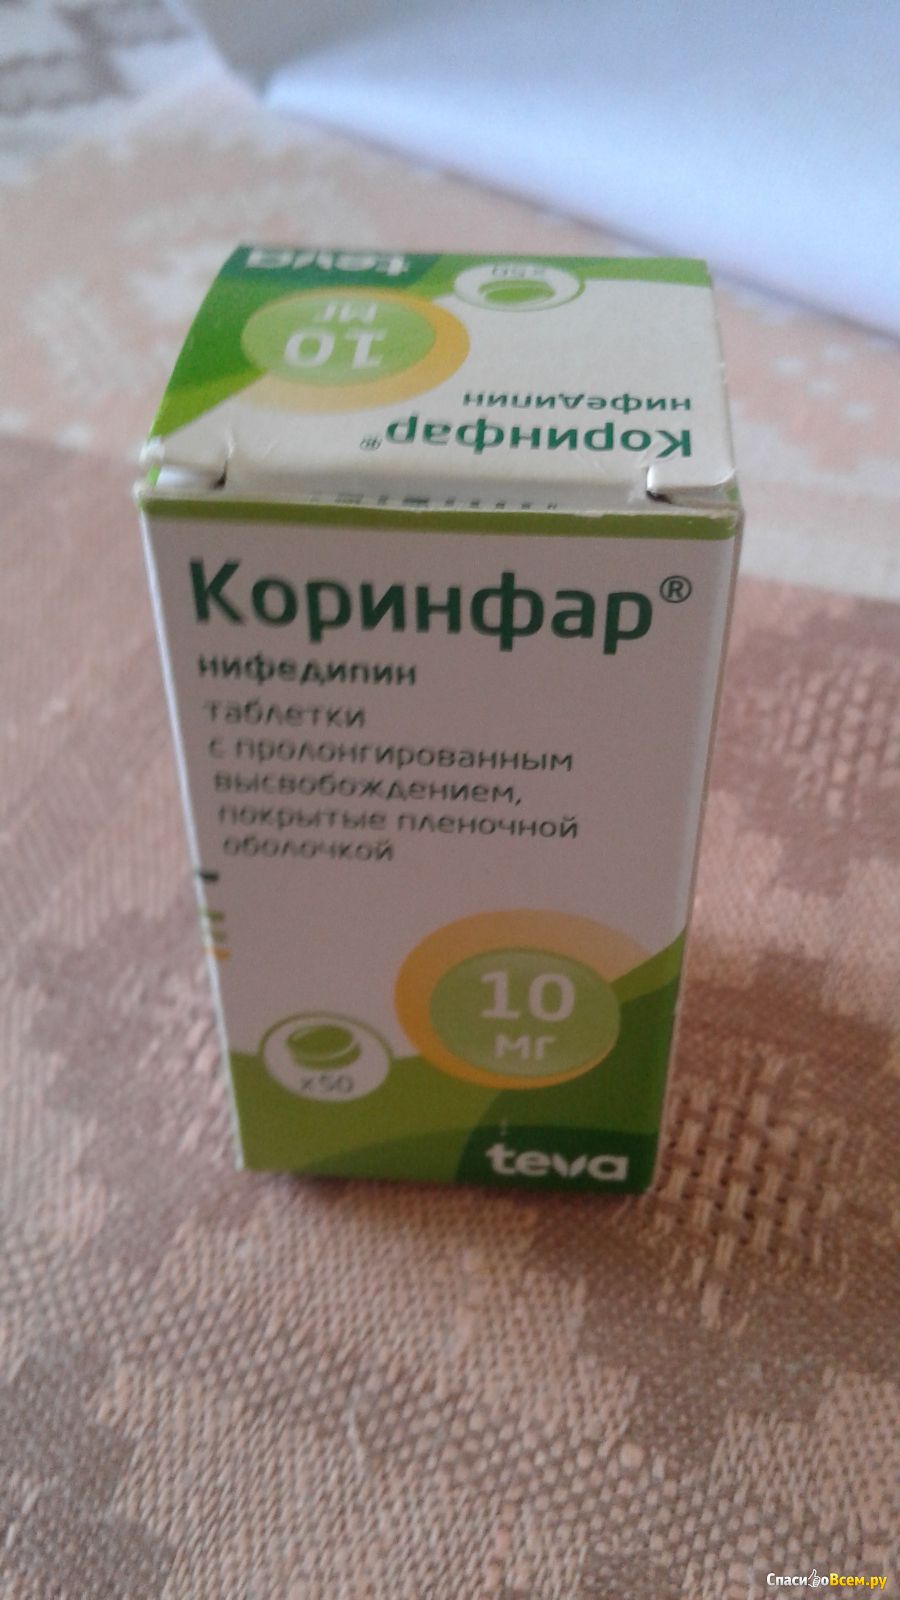 teva
x50
10
мг
нифедипин
Коринфар®
Коринфар®
нифедипин
таблетки
с пролонгированным
высвобождением,
покрытые пленочной
оболочкой
10
мг
x50
teva
СпасибоВсем.ру